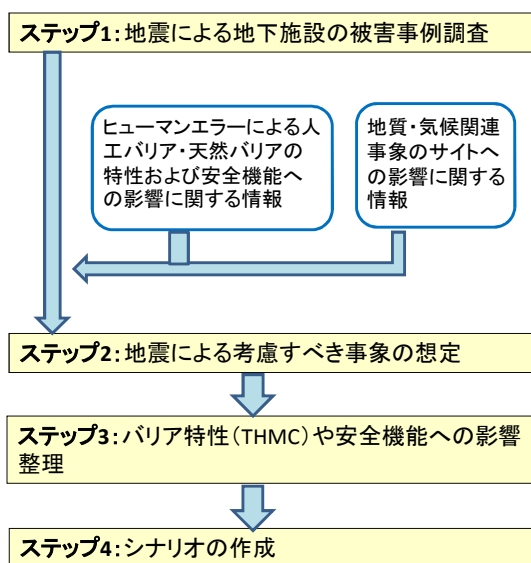 ステップ1：地震による地下施設の被害事例調査
ヒューマンエラーによる人
工バリア・天然バリアの
特性および安全機能へ
の影響に関する情報
地質・気候関連
事象のサイトへ
の影響に関する
情報
ステップ2：地震による考慮すべき事象の想定
ステップ3：バリア特性（THMC）や安全機能への影響
整理
ステップ4：シナリオの作成